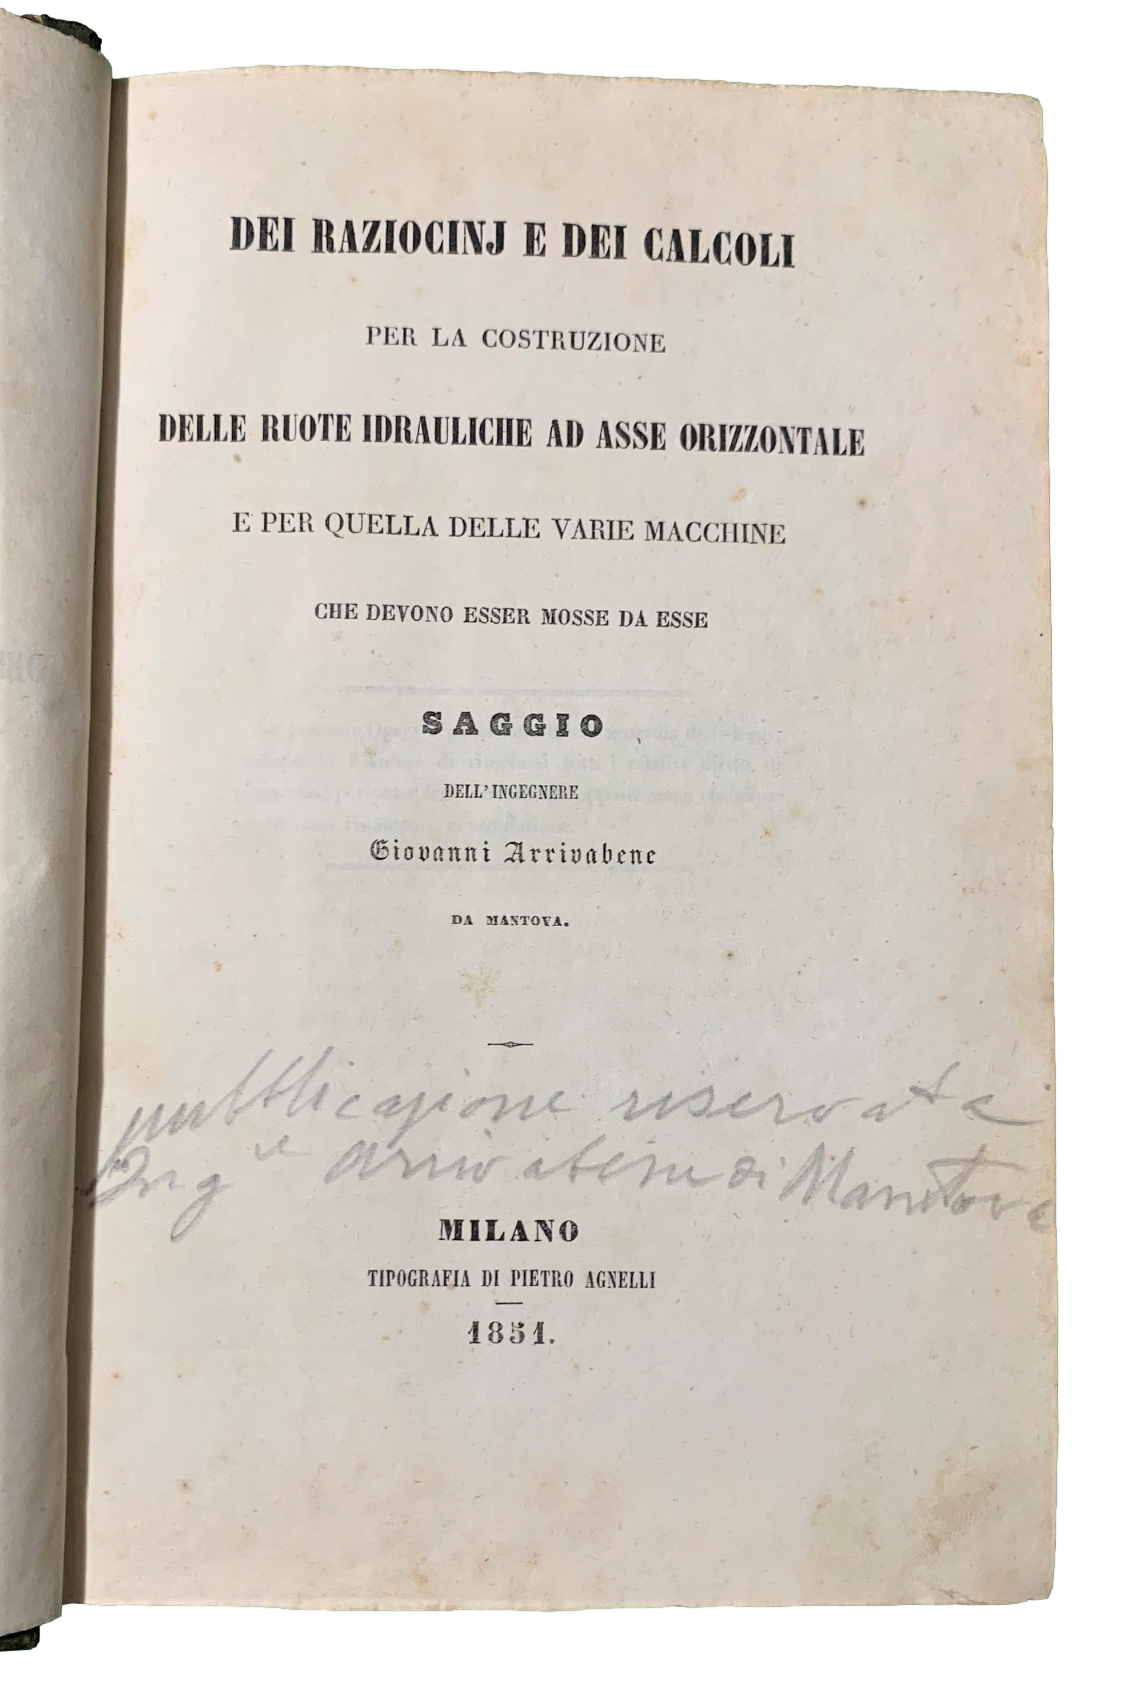 DEI RAZIOCINJ E DEI CALCOLI
PER LA COSTRUZIONE
DELLE RUOTE IDRAULICHE AD ASSE ORIZZONTALE
E PER QUELLA DELLE VARIE MACCHINE
CHE DEVONO ESSER MOSSE DA ESSE
SAGGIO
DELL'INGEGNERE
Giovanni Arrivabene
DA MANTOVA.
pubblicazione riservata
Ing.re Arrivabene di Mantova
MILANO
TIPOGRAFIA DI PIETRO AGNELLI
1851.